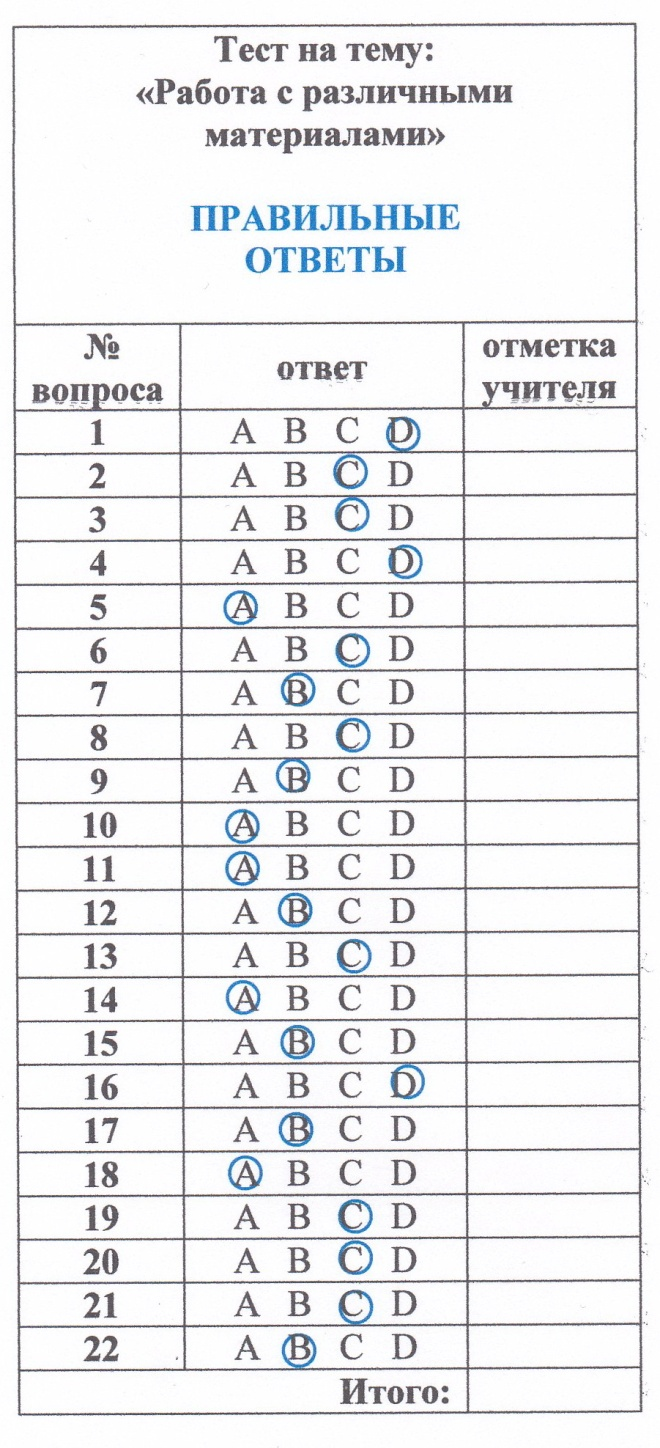 Тест на тему:
«Работа с различными
материалами»
ПРАВИЛЬНЫЕ
ОТВЕТЫ
№ вопроса ответ отметка учителя
1 A B C D
2 A B C D
3 A B C D
4 A B C D
5 A B C D
6 A B C D
7 A B C D
8 A B C D
9 A B C D
10 A B C D
11 A B C D
12 A B C D
13 A B C D
14 A B C D
15 A B C D
16 A B C D
17 A B C D
18 A B C D
19 A B C D
20 A B C D
21 A B C D
22 A B C D
Итого: